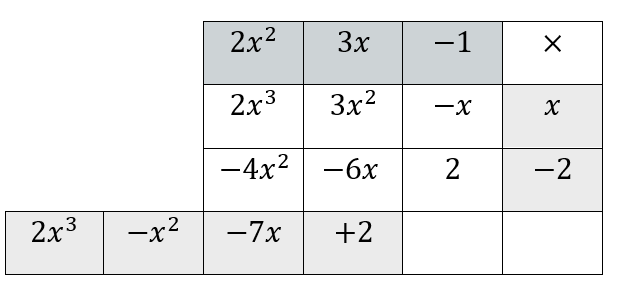 2x² 3x −1 ×
2x³ 3x² −x x
−4x² −6x 2 −2
2x³ −x² −7x +2